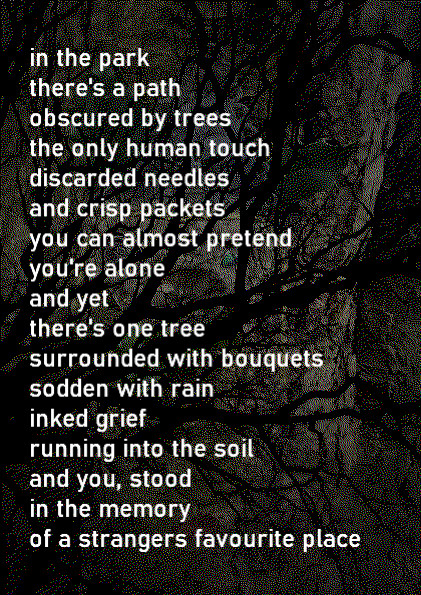 in the park
there's a path
obscured by trees
the only human touch
discarded needles
and crisp packets
you can almost pretend
you're alone
and yet
there's one tree
surrounded with bouquets
sodden with rain
inked grief
running into the soil
and you, stood
in the memory
of a strangers favourite place